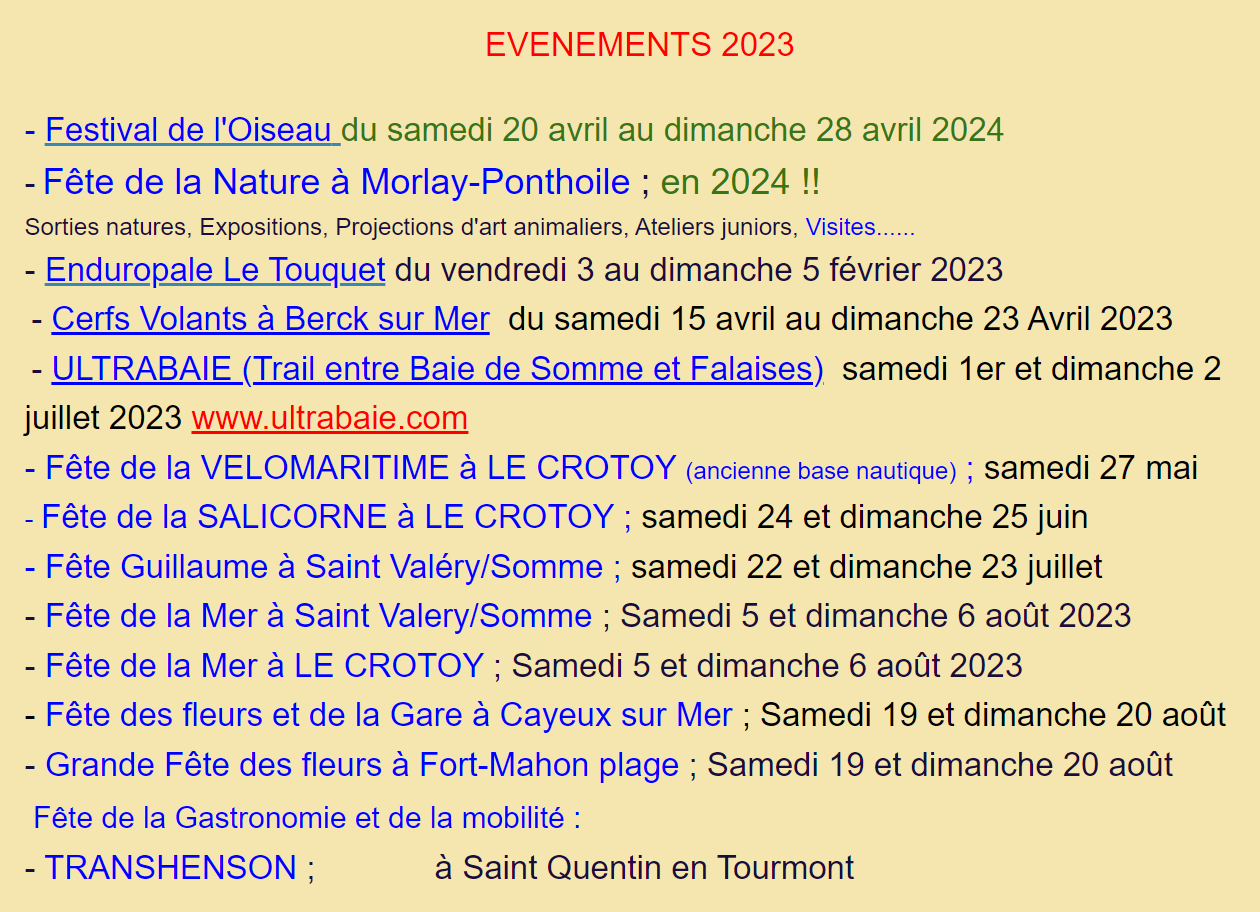 EVENEMENTS 2023
- Festival de l'Oiseau du samedi 20 avril au dimanche 28 avril 2024
- Fête de la Nature à Morlay-Ponthoile ; en 2024 !!
Sorties natures, Expositions, Projections d'art animaliers, Ateliers juniors, Visites......
- Enduropale Le Touquet du vendredi 3 au dimanche 5 février 2023
- Cerfs Volants à Berck sur Mer  du samedi 15 avril au dimanche 23 Avril 2023
- ULTRABAIE (Trail entre Baie de Somme et Falaises)  samedi 1er et dimanche 2
juillet 2023 www.ultrabaie.com
- Fête de la VELOMARITIME à LE CROTOY (ancienne base nautique) ; samedi 27 mai
- Fête de la SALICORNE à LE CROTOY ; samedi 24 et dimanche 25 juin
- Fête Guillaume à Saint Valéry/Somme ; samedi 22 et dimanche 23 juillet
- Fête de la Mer à Saint Valery/Somme ; Samedi 5 et dimanche 6 août 2023
- Fête de la Mer à LE CROTOY ; Samedi 5 et dimanche 6 août 2023
- Fête des fleurs et de la Gare à Cayeux sur Mer ; Samedi 19 et dimanche 20 août
- Grande Fête des fleurs à Fort-Mahon plage ; Samedi 19 et dimanche 20 août
Fête de la Gastronomie et de la mobilité :
- TRANSHENSON ; à Saint Quentin en Tourmont